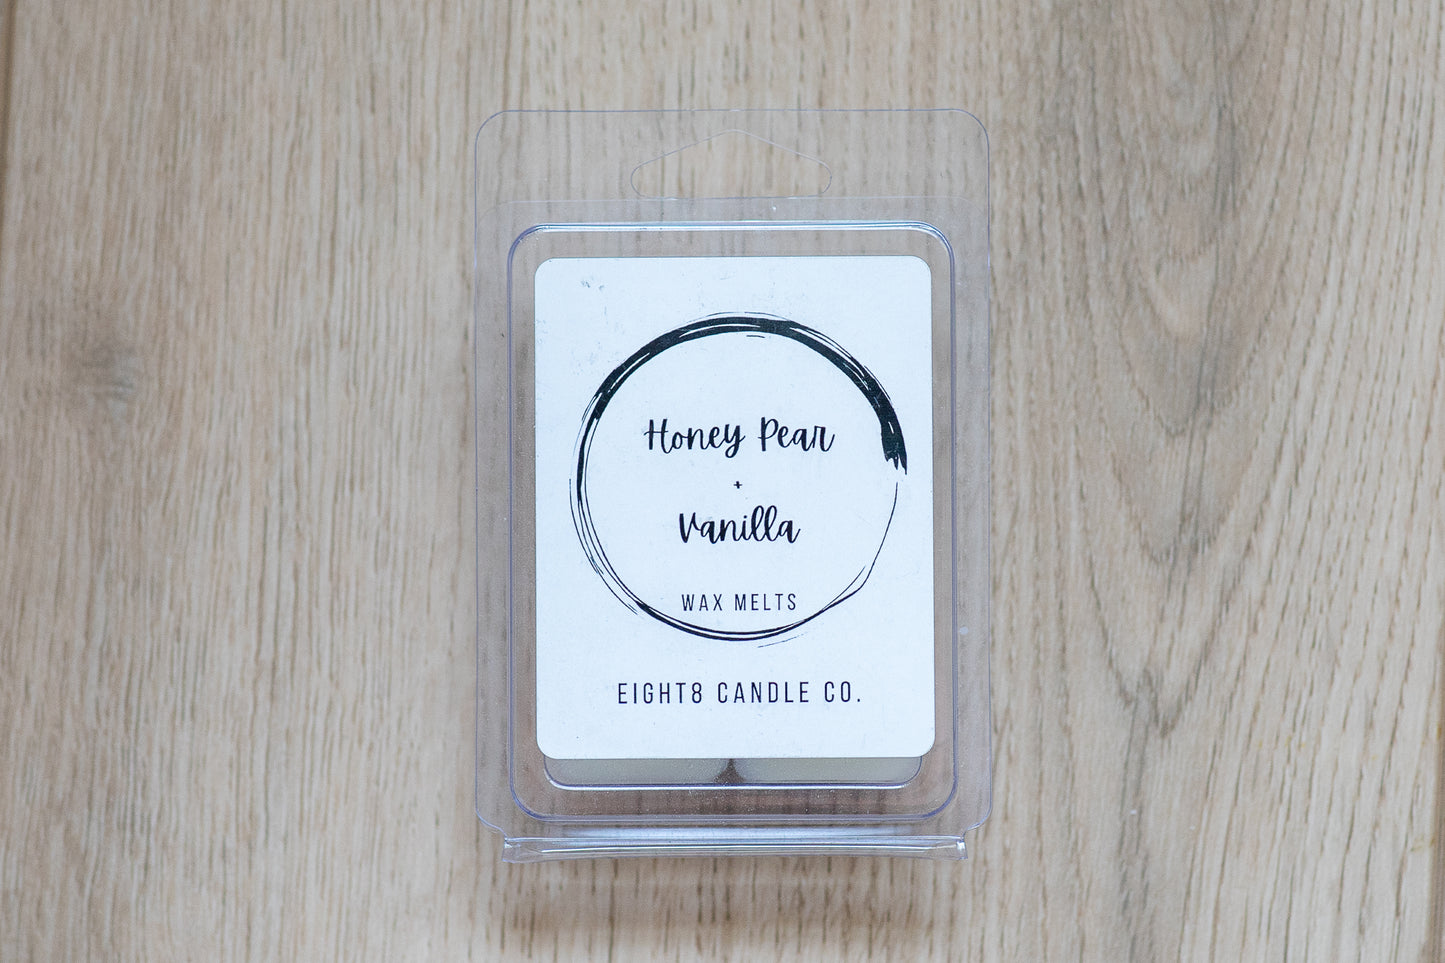 Honey Pear
+
Vanilla
WAX MELTS
EIGHT8 CANDLE CO.